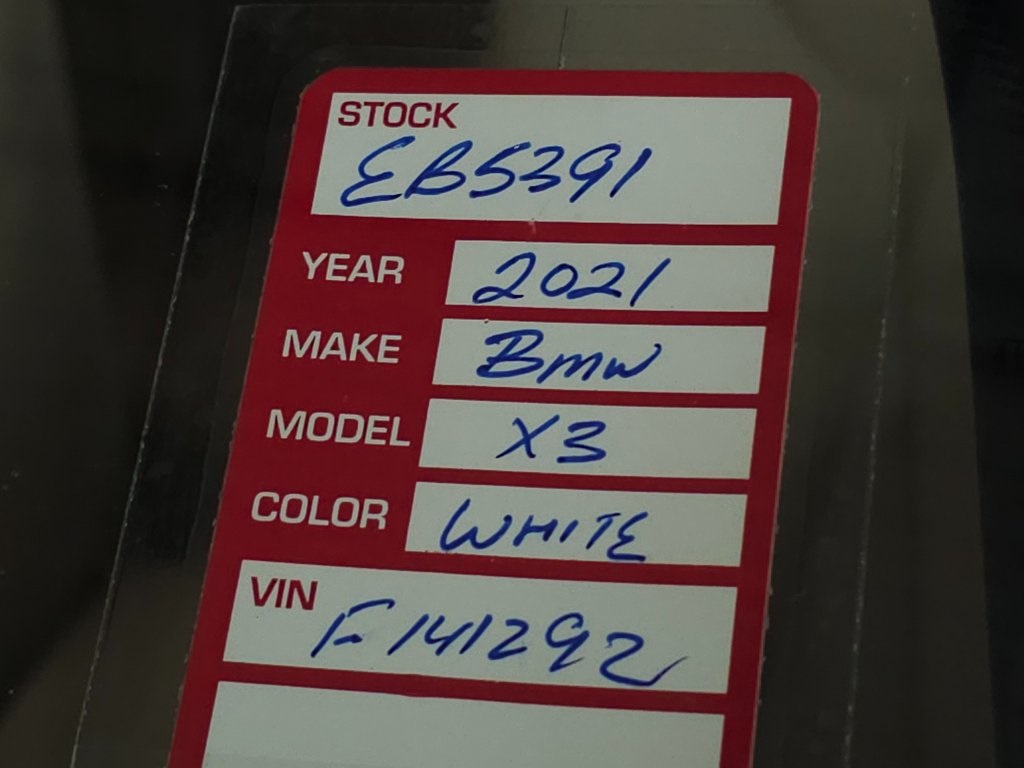 STOCK
EB5391
YEAR 2021
MAKE Bmw
MODEL X3
COLOR WHITE
VIN
F141292